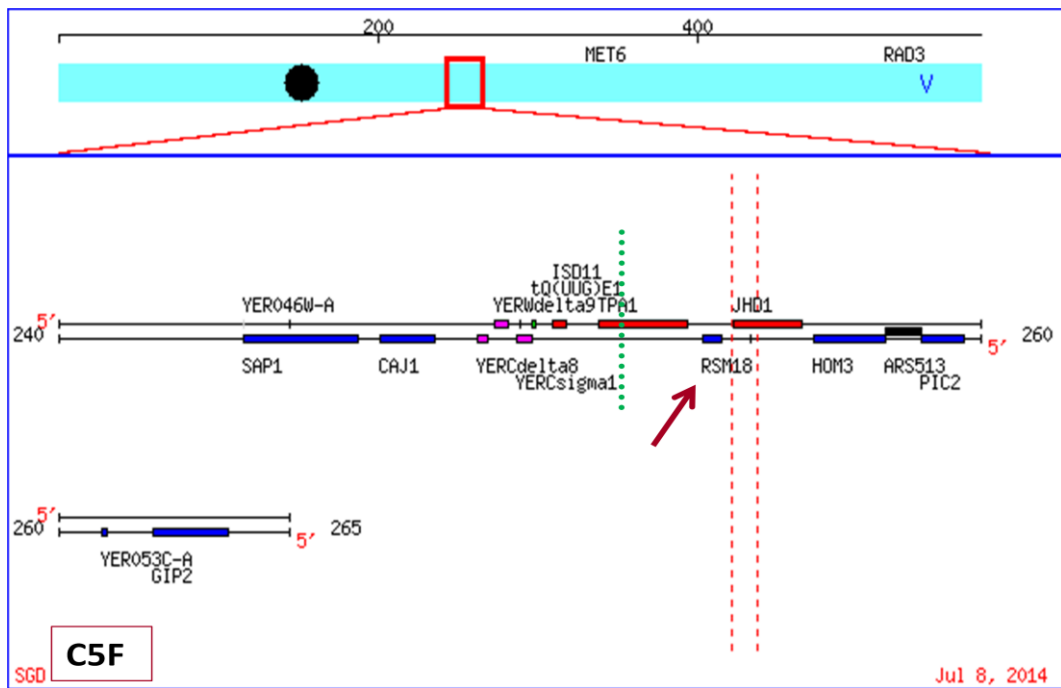 200 400
MET6 RAD3
V
ISD11
tQ(UUG)E1
YER046W-A YERWdelta9 TPA1 JHD1
5' 
240 260
5'
SAP1 CAJ1 YERCdelta8 RSM18 HOM3 ARS513
YERCsigma1 PIC2
5'
260 265
5'
YER053C-A
GIP2
C5F
SGD Jul 8, 2014